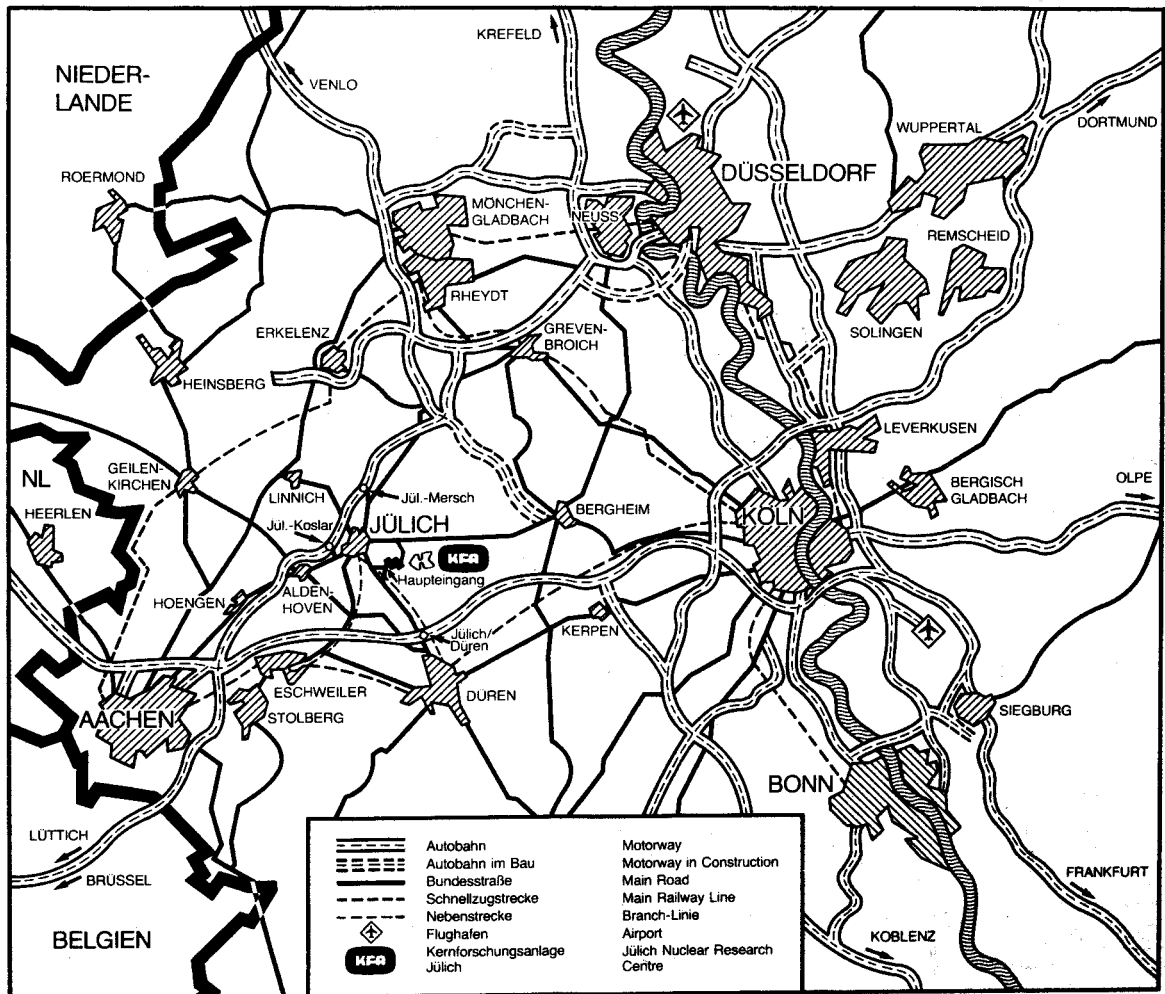 KREFELD
NIEDER-
LANDE
VENLO
WUPPERTAL
DORTMUND
DÜSSELDORF
ROERMOND
MÖNCHEN-
GLADBACH
NEUSS
REMSCHEID
RHEYDT
SOLINGEN
ERKELENZ
GREVEN-
BROICH
HEINSBERG
LEVERKUSEN
NL
GEILEN-
KIRCHEN
LINNICH
Jül.-Mersch
BERGHEIM
BERGISCH
GLADBACH
OLPE
HEERLEN
Jül.-Koslar
JÜLICH
KÖLN
KFA
Haupteingang
HOENGEN
ALDEN-
HOVEN
KERPEN
Jülich/
Düren
ESCHWEILER
DÜREN
STOLBERG
AACHEN
SIEGBURG
BONN
LÜTTICH
BRÜSSEL
FRANKFURT
BELGIEN
KOBLENZ
Autobahn Motorway
Autobahn im Bau Motorway in Construction
Bundesstraße Main Road
Schnellzugstrecke Main Railway Line
Nebenstrecke Branch-Linie
Flughafen Airport
KFA Kernforschungsanlage Jülich Nuclear Research
Jülich Centre